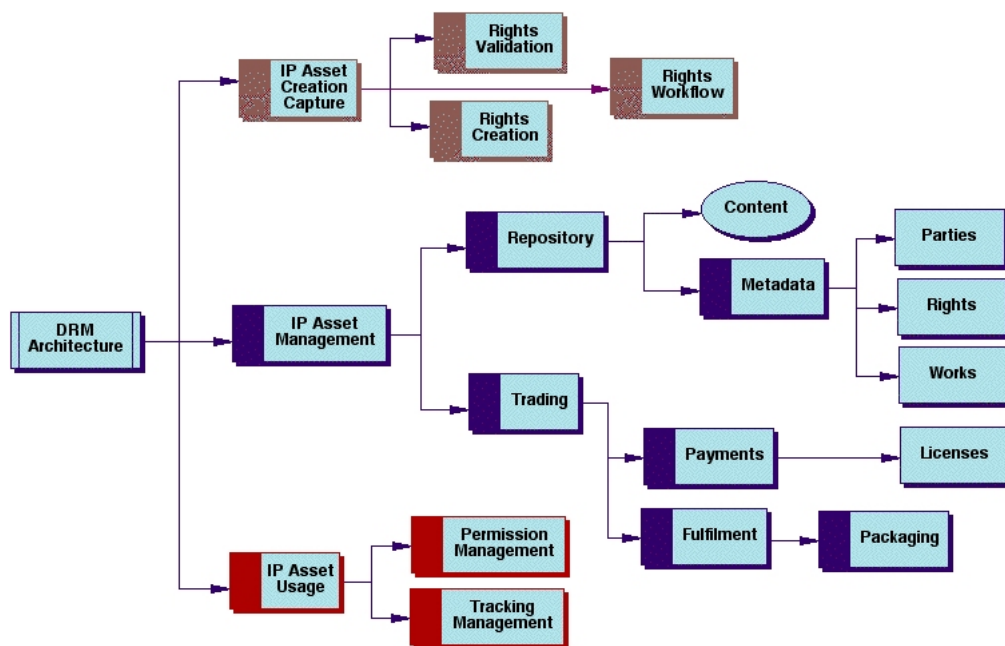 Rights
Validation
IP Asset
Creation
Capture
Rights
Workflow
Rights
Creation
Content
Repository
Parties
Metadata
Rights
DRM
Architecture
IP Asset
Management
Works
Trading
Payments
Licenses
Permission
Management
Fulfilment
Packaging
IP Asset
Usage
Tracking
Management